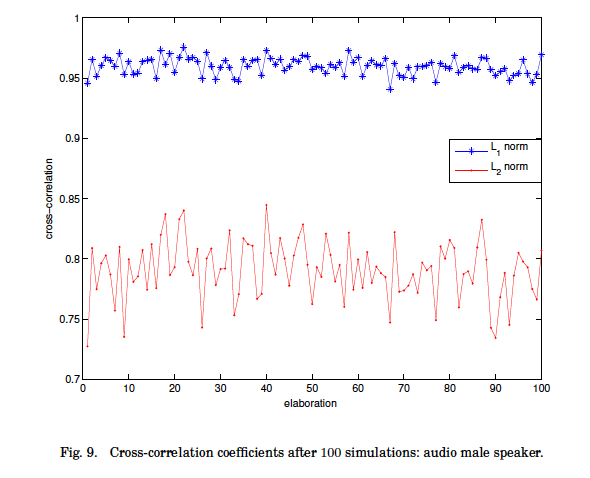 1
0.95
0.9
0.85
0.8
0.75
0.7
cross-correlation
L1 norm
L2 norm
0 10 20 30 40 50 60 70 80 90 100
elaboration
Fig. 9. Cross-correlation coefficients after 100 simulations: audio male speaker.